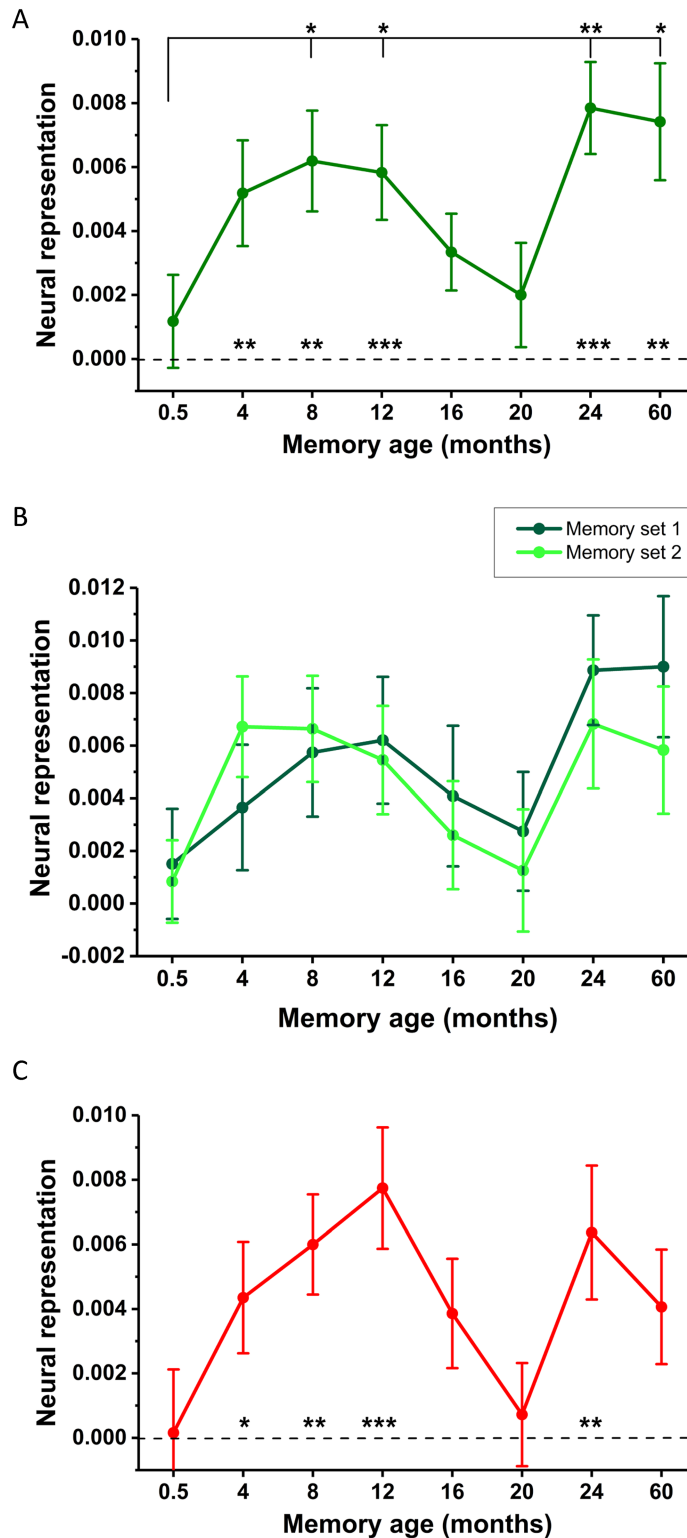 A
* * ** *
0.010
0.008
0.006
0.004
0.002
0.000
Neural representation
** ** *** *** **
0.5 4 8 12 16 20 24 60
Memory age (months)
B
Memory set 1
Memory set 2
0.012
0.010
0.008
0.006
0.004
0.002
0.000
-0.002
Neural representation
0.5 4 8 12 16 20 24 60
Memory age (months)
C
0.010
0.008
0.006
0.004
0.002
0.000
Neural representation
* ** *** **
0.5 4 8 12 16 20 24 60
Memory age (months)